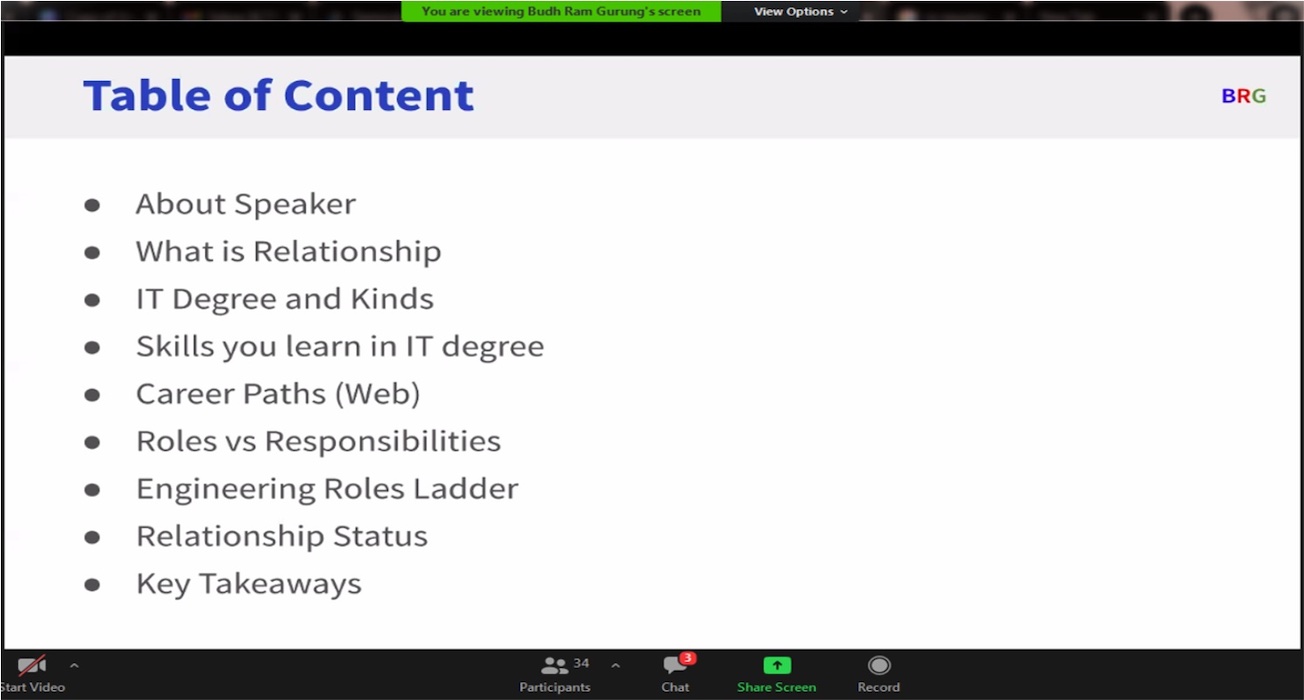 You are viewing Budh Ram Gurung's screen
View Options
Table of Content
BRG
About Speaker
What is Relationship
IT Degree and Kinds
Skills you learn in IT degree
Career Paths (Web)
Roles vs Responsibilities
Engineering Roles Ladder
Relationship Status
Key Takeaways
34
3
Start Video
Participants
Chat
Share Screen
Record